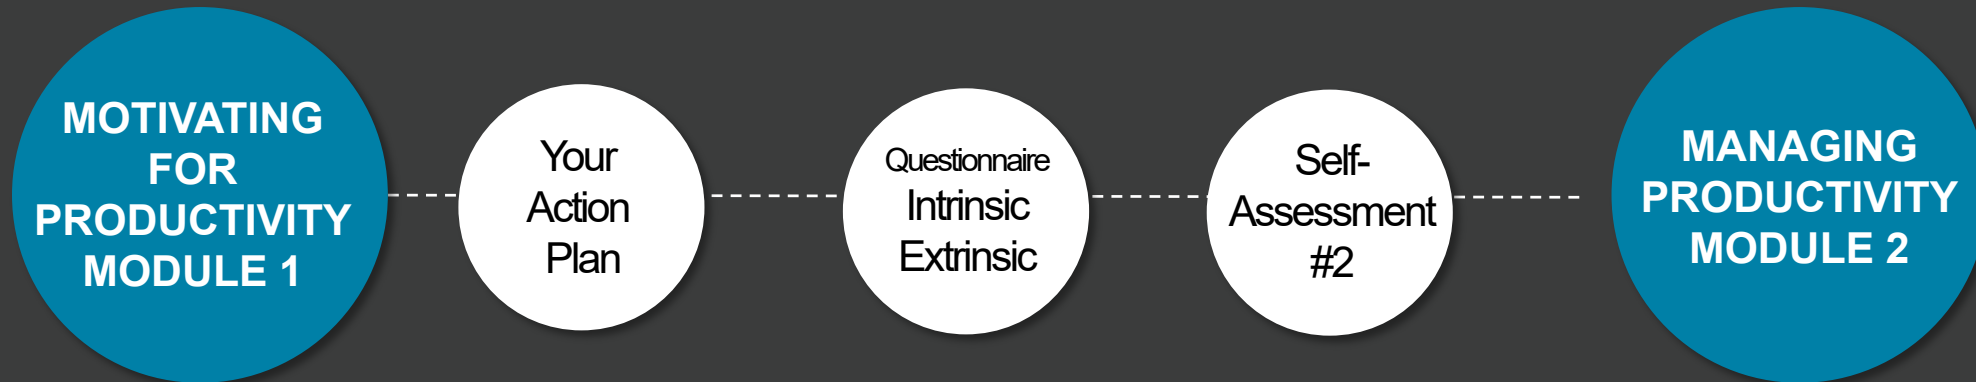 MOTIVATING
FOR
PRODUCTIVITY
MODULE 1
Your
Action
Plan
Questionnaire
Intrinsic
Extrinsic
Self-
Assessment
#2
MANAGING
PRODUCTIVITY
MODULE 2